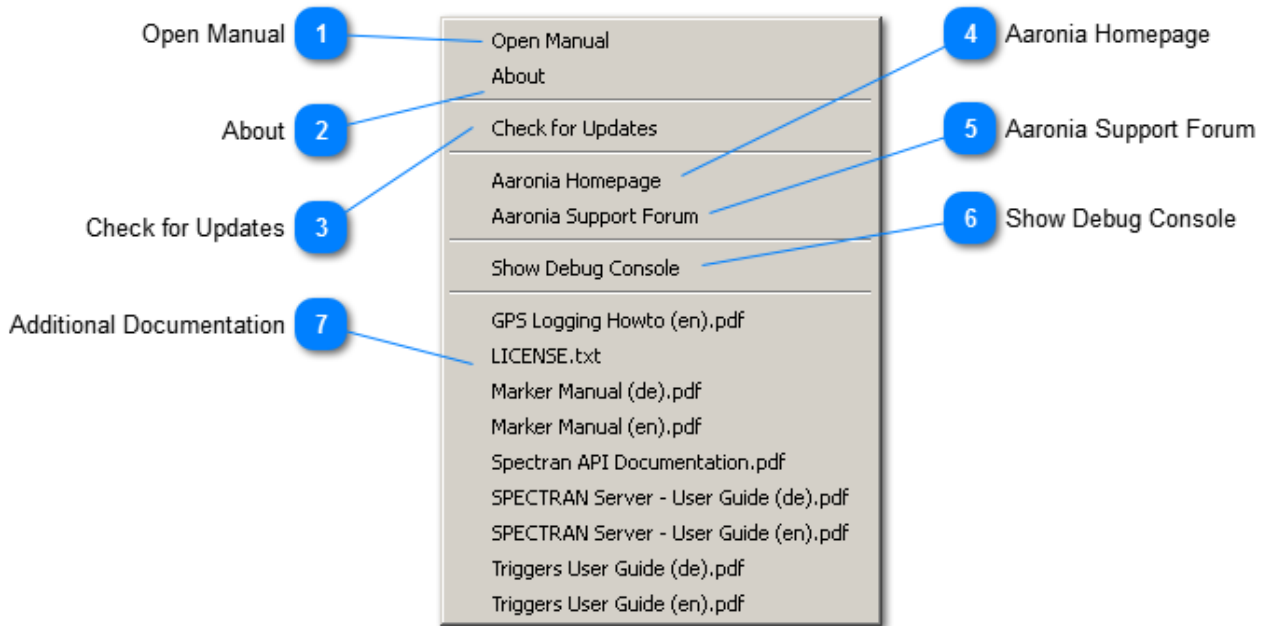 Open Manual 1
About 2
Check for Updates 3
Additional Documentation 7
Open Manual
About
Check for Updates
Aaronia Homepage
Aaronia Support Forum
Show Debug Console
GPS Logging Howto (en).pdf
LICENSE.txt
Marker Manual (de).pdf
Marker Manual (en).pdf
Spectran API Documentation.pdf
SPECTRAN Server - User Guide (de).pdf
SPECTRAN Server - User Guide (en).pdf
Triggers User Guide (de).pdf
Triggers User Guide (en).pdf
4 Aaronia Homepage
5 Aaronia Support Forum
6 Show Debug Console